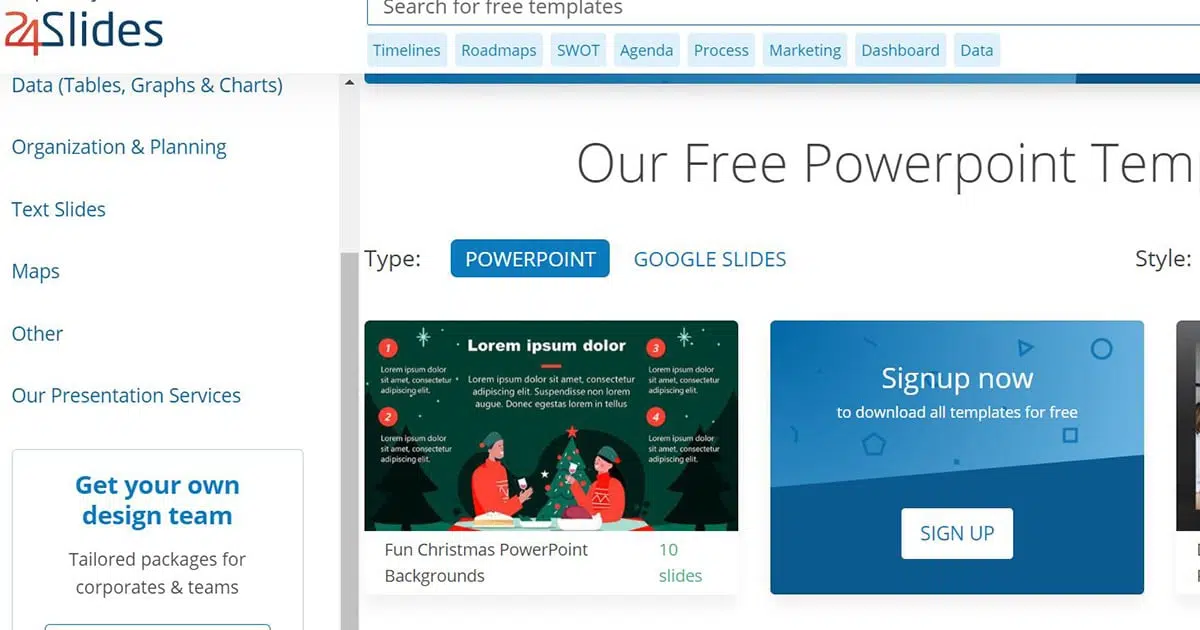 24Slides
Search for free templates
Timelines Roadmaps SWOT Agenda Process Marketing Dashboard Data
Data (Tables, Graphs & Charts)
Organization & Planning
Text Slides
Maps
Other
Our Presentation Services
Get your own
design team
Tailored packages for
corporates & teams
Our Free Powerpoint
Type: POWERPOINT GOOGLE SLIDES Style:
Lorem ipsum dolor
Lorem ipsum dolor sit amet, consectetur
adipiscing elit. Suspendisse non lorem
augue. Donec egestas lorem in tellus
1
Lorem ipsum dolor
sit amet, consectetur
adipiscing elit.
2
Lorem ipsum dolor
sit amet, consectetur
adipiscing elit.
3
Lorem ipsum dolor
sit amet, consectetur
adipiscing elit.
4
Lorem ipsum dolor
sit amet, consectetur
adipiscing elit.
Fun Christmas PowerPoint
Backgrounds
10
slides
Signup now
to download all templates for free
SIGN UP